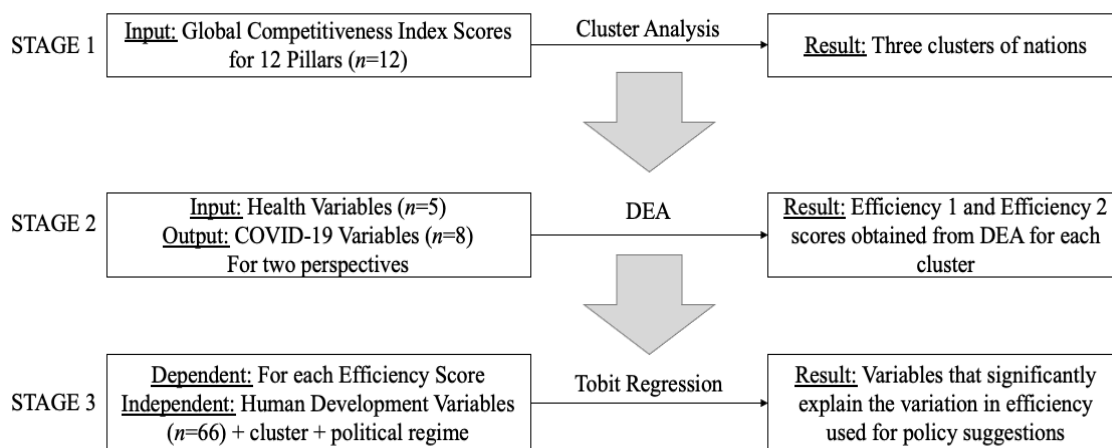 STAGE 1
Input: Global Competitiveness Index Scores
for 12 Pillars (n=12)
Cluster Analysis
Result: Three clusters of nations
STAGE 2
Input: Health Variables (n=5)
Output: COVID-19 Variables (n=8)
For two perspectives
DEA
Result: Efficiency 1 and Efficiency 2
scores obtained from DEA for each
cluster
STAGE 3
Dependent: For each Efficiency Score
Independent: Human Development Variables
(n=66) + cluster + political regime
Tobit Regression
Result: Variables that significantly
explain the variation in efficiency
used for policy suggestions